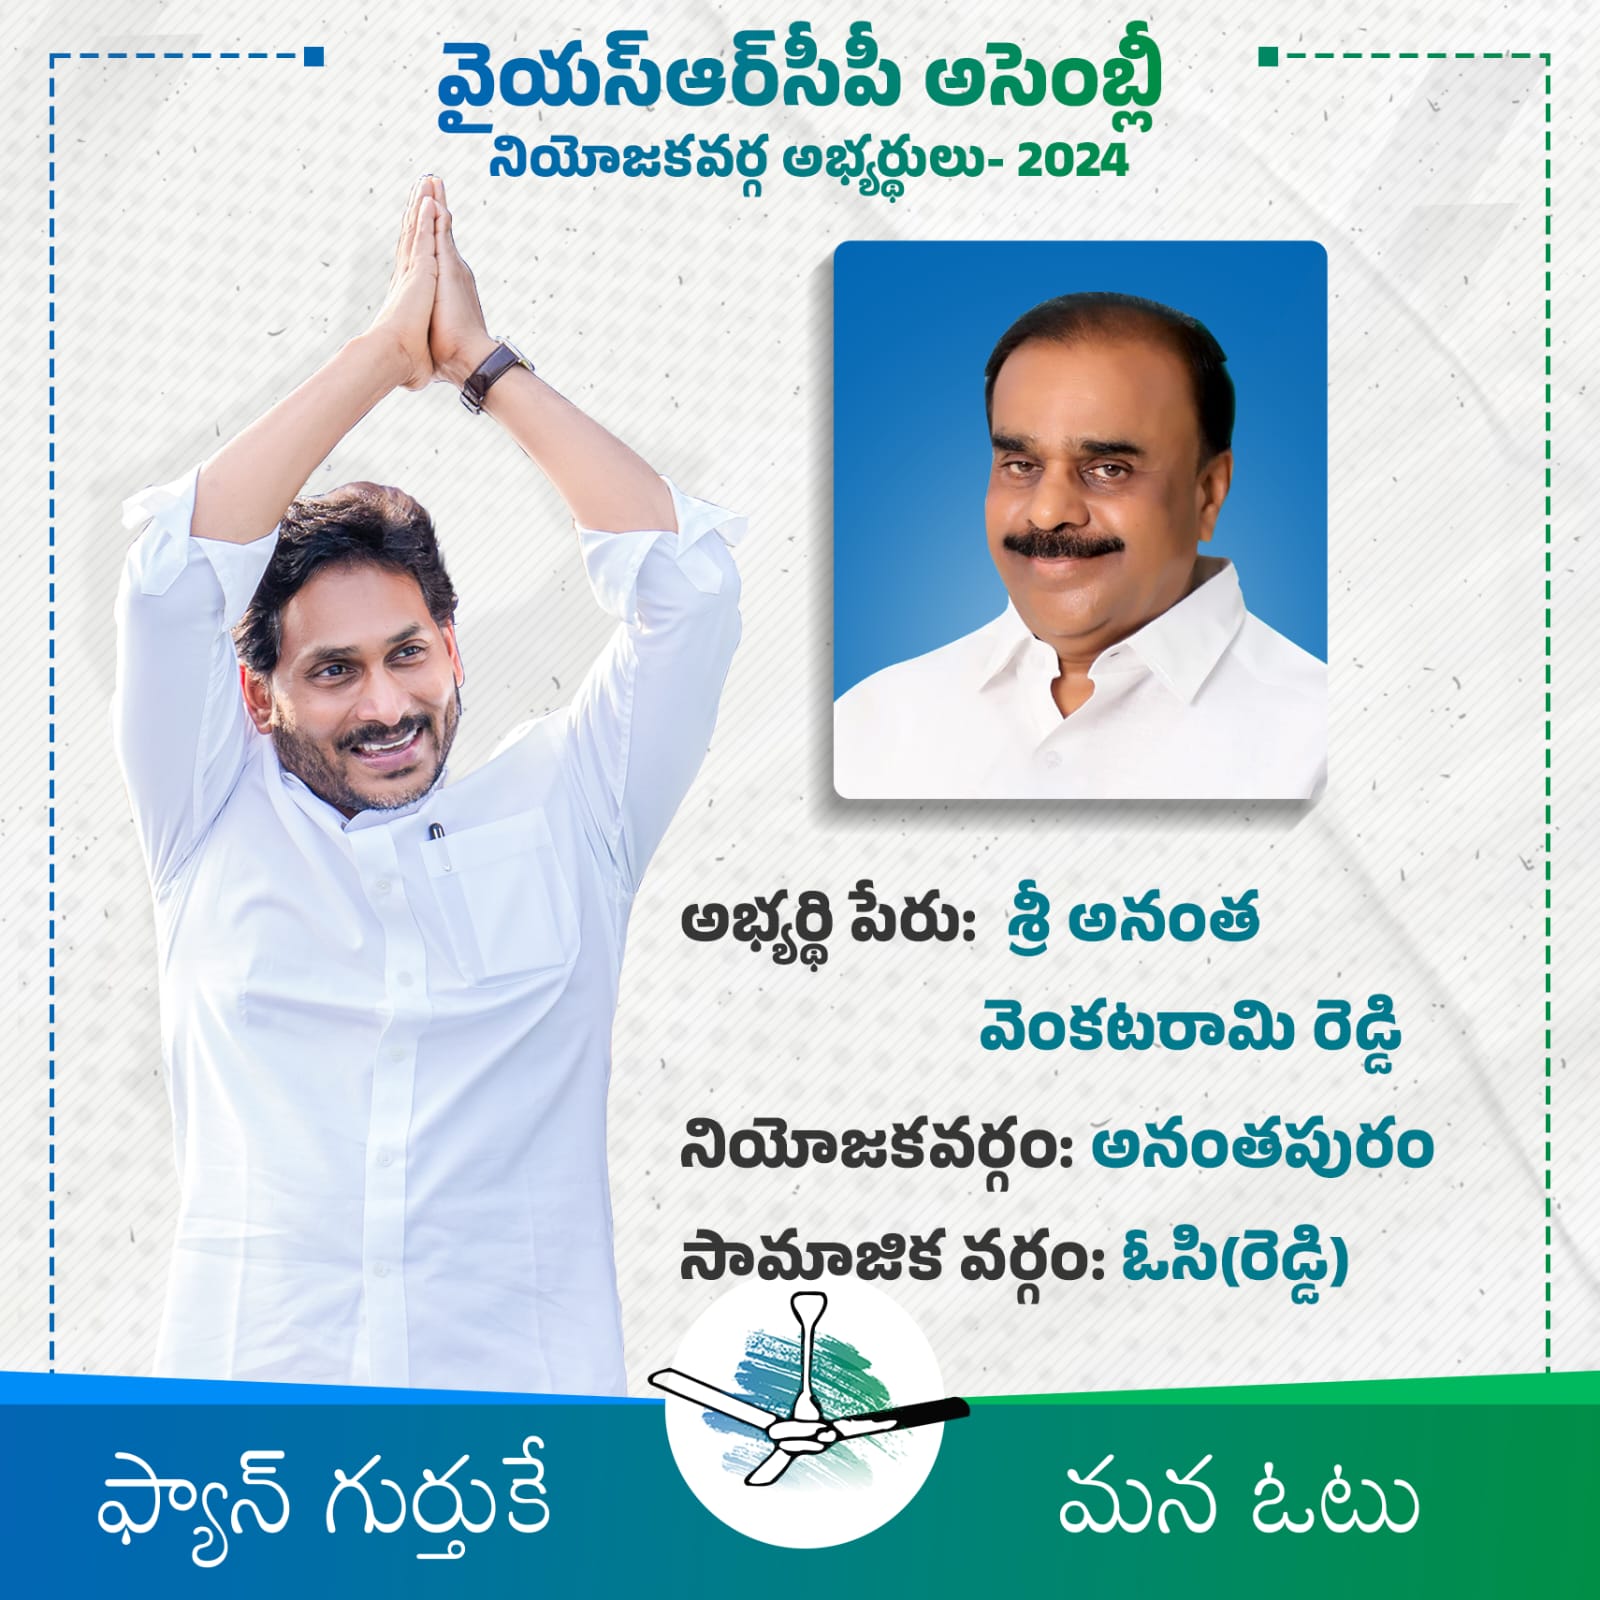 వైయస్ఆర్‌సీపీ అసెంబ్లీ
నియోజకవర్గ అభ్యర్థులు- 2024
అభ్యర్థి పేరు: శ్రీ అనంత
వెంకటరామి రెడ్డి
నియోజకవర్గం: అనంతపురం
సామాజిక వర్గం: ఓసి(రెడ్డి)
ఫ్యాన్ గుర్తుకే మన ఓటు